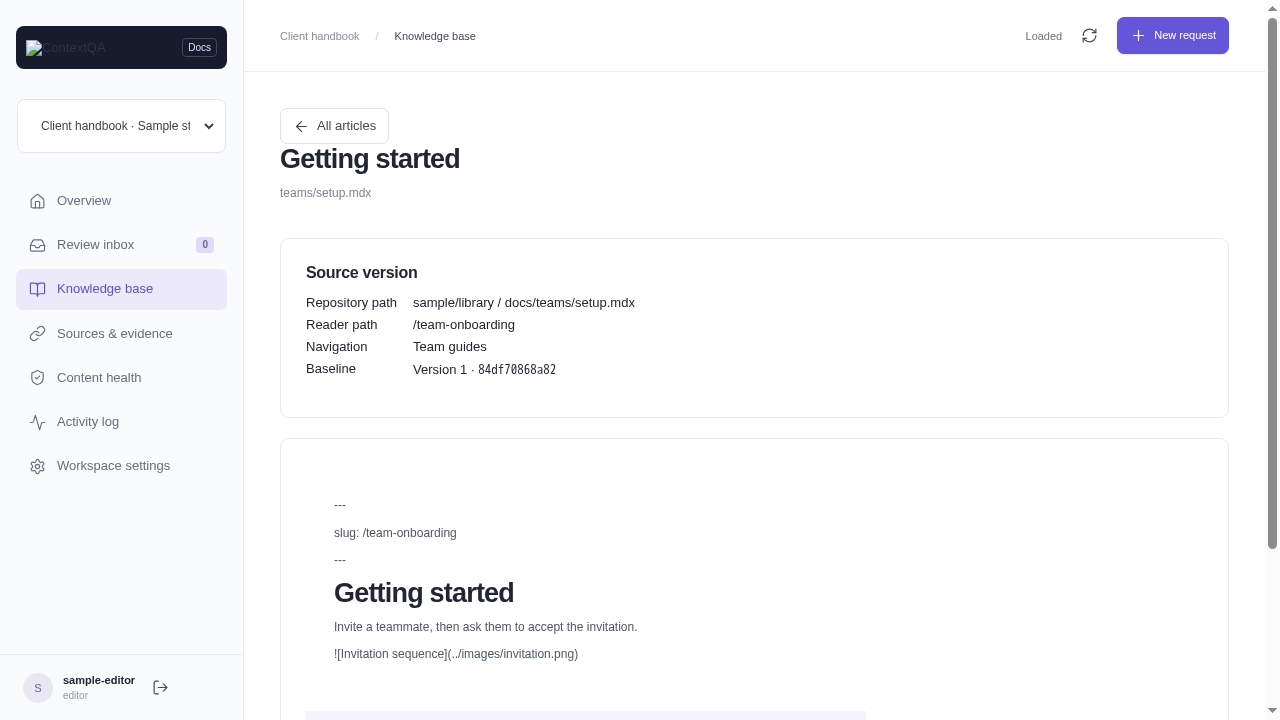 ContextQA
Docs
Client handbook · Sample st
Overview
Review inbox 0
Knowledge base
Sources & evidence
Content health
Activity log
Workspace settings
S
sample-editor
editor
Client handbook / Knowledge base
Loaded
New request
All articles
Getting started
teams/setup.mdx
Source version
Repository path sample/library / docs/teams/setup.mdx
Reader path /team-onboarding
Navigation Team guides
Baseline Version 1 · 84df70868a82
---
slug: /team-onboarding
---
Getting started
Invite a teammate, then ask them to accept the invitation.
![Invitation sequence](../images/invitation.png)